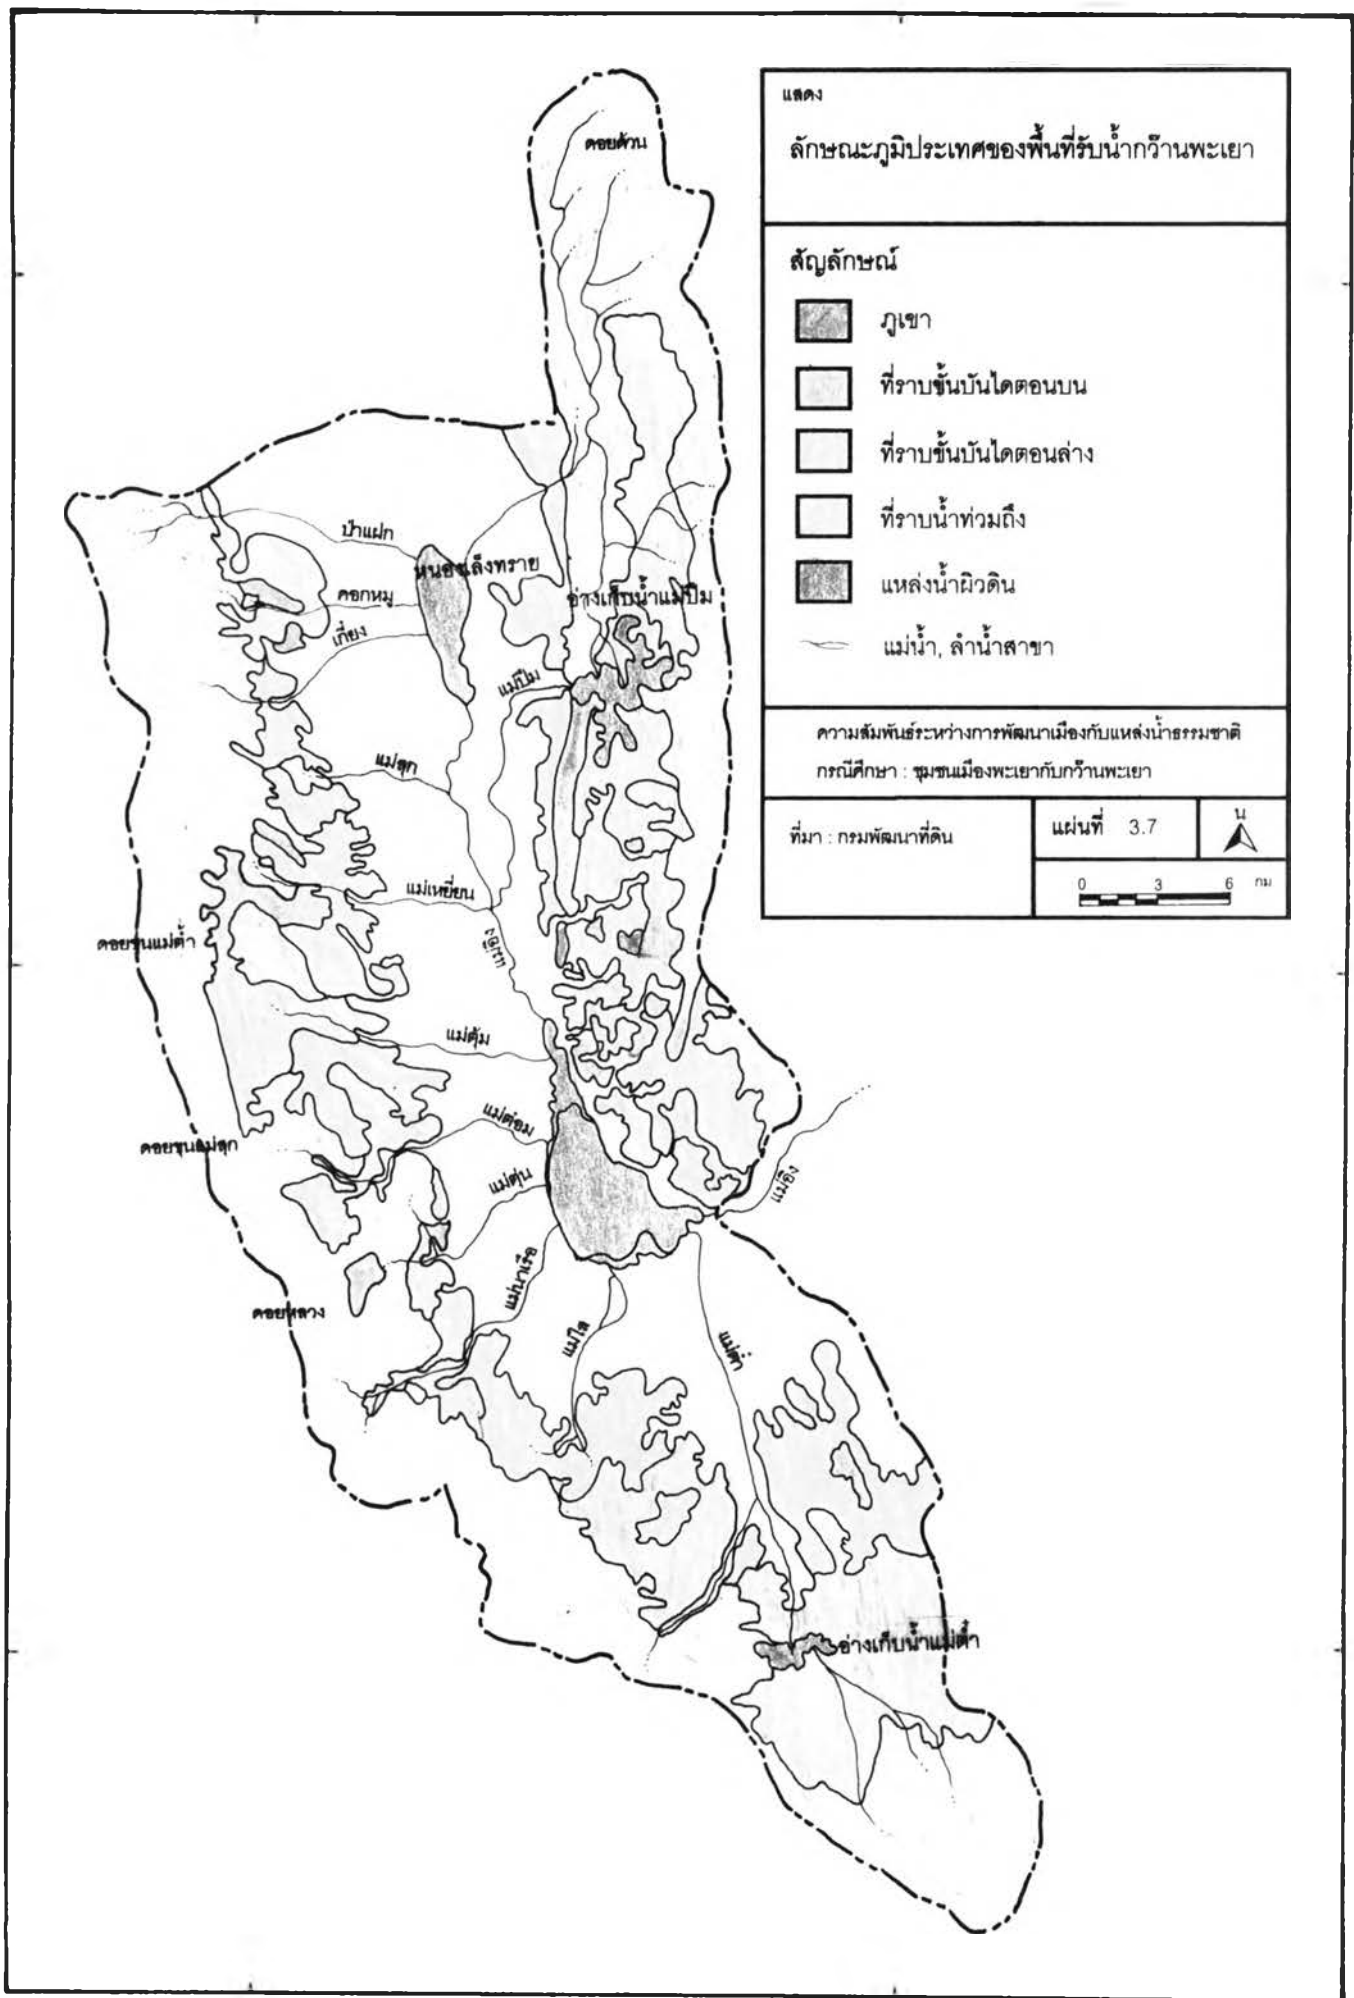 แสดง
ลักษณะภูมิประเทศของพื้นที่รับน้ำกว๊านพะเยา
สัญลักษณ์
ภูเขา
ที่ราบขั้นบันไดตอนบน
ที่ราบขั้นบันไดตอนล่าง
ที่ราบน้ำท่วมถึง
แหล่งน้ำผิวดิน
แม่น้ำ, ลำน้ำสาขา
ความสัมพันธ์ระหว่างการพัฒนาเมืองกับแหล่งน้ำธรรมชาติ
กรณีศึกษา : ชุมชนเมืองพะเยากับกว๊านพะเยา
ที่มา : กรมพัฒนาที่ดิน
แผ่นที่ 3.7
น
0 3 6 กม
ดอยด้วน
ป่าแฝก
หนองเล็งทราย
คอกหมู
อ่างเก็บน้ำแม่ปืม
เกี๋ยง
แม่ปืม
แม่สุก
แม่เหยี่ยน
ดอยขุนแม่ต๋ำ
แม่อิง
แม่ตุ้ม
แม่ต๋อม
ดอยขุนแม่สุก
แม่ตุ่น
แม่อิง
แม่นาเรือ
ดอยหลวง
แม่ใส
แม่ต๋ำ
อ่างเก็บน้ำแม่ต๋ำ